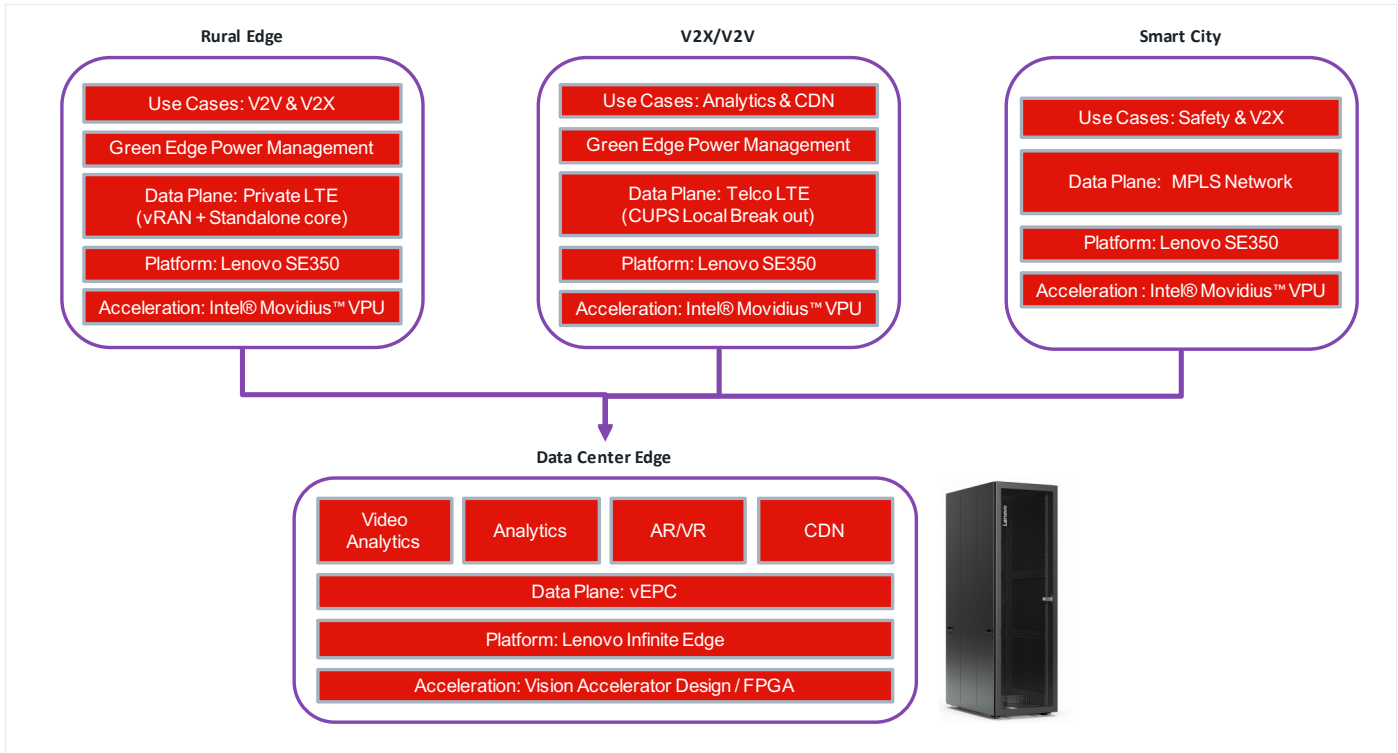 Rural Edge
V2X/V2V
Smart City
Use Cases: V2V & V2X
Green Edge Power Management
Data Plane: Private LTE
(vRAN + Standalone core)
Platform: Lenovo SE350
Acceleration: Intel® Movidius™ VPU
Use Cases: Analytics & CDN
Green Edge Power Management
Data Plane: Telco LTE
(CUPS Local Break out)
Platform: Lenovo SE350
Acceleration: Intel® Movidius™ VPU
Use Cases: Safety & V2X
Data Plane: MPLS Network
Platform: Lenovo SE350
Acceleration : Intel® Movidius™ VPU
Data Center Edge
Video
Analytics
Analytics
AR/VR
CDN
Data Plane: vEPC
Platform: Lenovo Infinite Edge
Acceleration: Vision Accelerator Design / FPGA
Lenovo